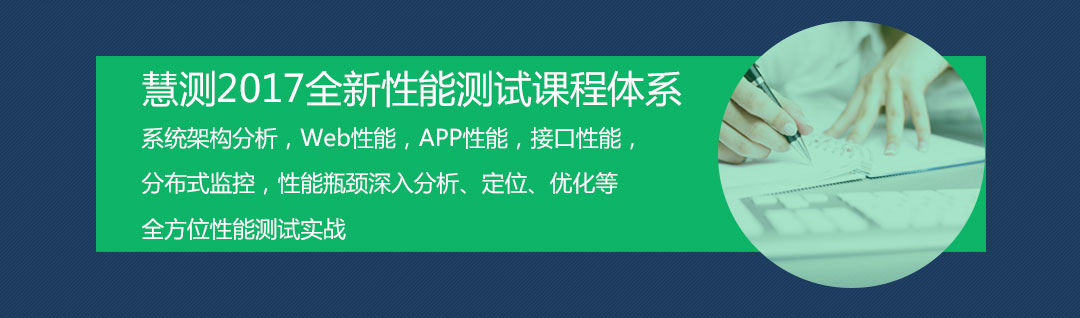 慧测2017全新性能测试课程体系
系统架构分析，Web性能，APP性能，接口性能，
分布式监控，性能瓶颈深入分析、定位、优化等
全方位性能测试实战